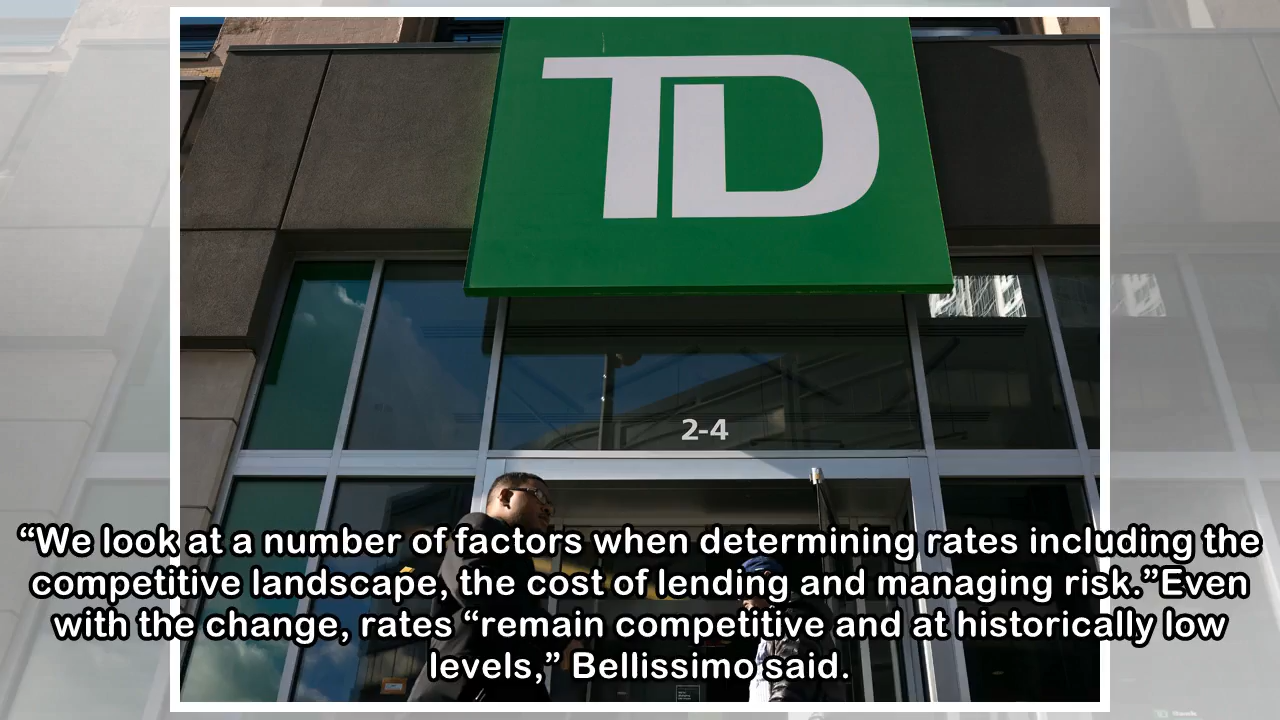 TD
2-4
“We look at a number of factors when determining rates including the
competitive landscape, the cost of lending and managing risk.”Even
with the change, rates “remain competitive and at historically low
levels,” Bellissimo said.